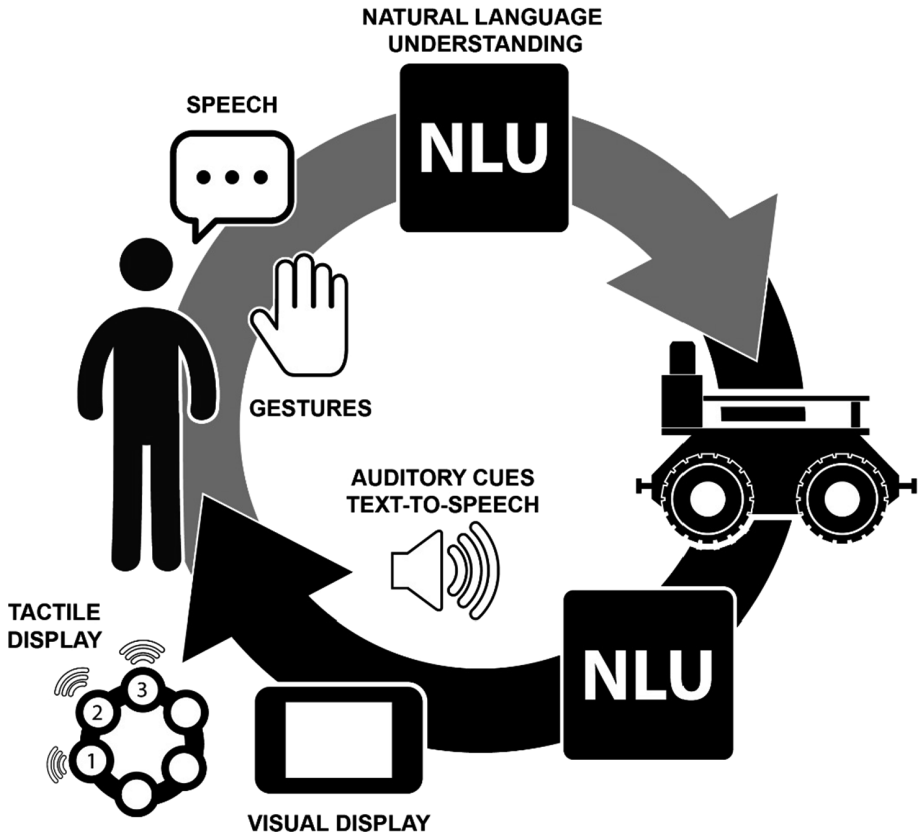 NATURAL LANGUAGE
UNDERSTANDING
SPEECH
NLU
GESTURES
AUDITORY CUES
TEXT-TO-SPEECH
TACTILE
DISPLAY
3
2
1
NLU
VISUAL DISPLAY